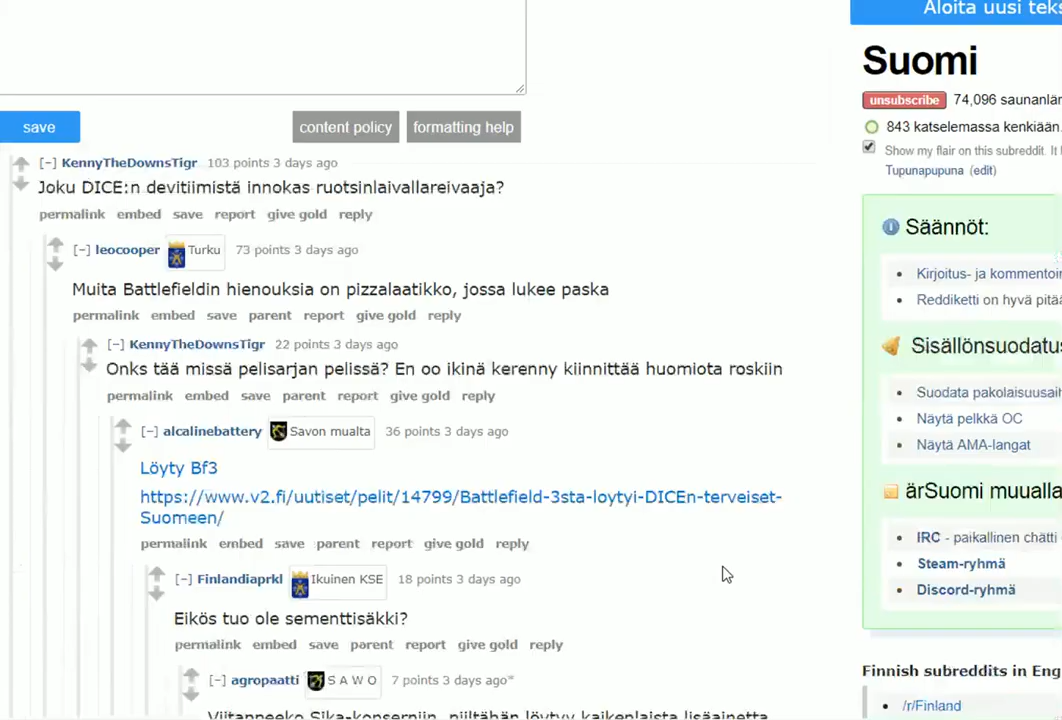 Aloita uusi teks
save
content policy
formatting help
[-] KennyTheDownsTigr 103 points 3 days ago
Joku DICE:n devitiimistä innokas ruotsinlaivallareivaaja?
permalink embed save report give gold reply
[-] leocooper Turku 73 points 3 days ago
Muita Battlefieldin hienouksia on pizzalaatikko, jossa lukee paska
permalink embed save parent report give gold reply
[-] KennyTheDownsTigr 22 points 3 days ago
Onks tää missä pelisarjan pelissä? En oo ikinä kerenny kiinnittää huomiota roskiin
permalink embed save parent report give gold reply
[-] alcalinebattery Savon mualta 36 points 3 days ago
Löyty Bf3
https://www.v2.fi/uutiset/pelit/14799/Battlefield-3sta-loytyi-DICEn-terveiset-
Suomeen/
permalink embed save parent report give gold reply
[-] Finlandiaprkl Ikuinen KSE 18 points 3 days ago
Eikös tuo ole sementtisäkki?
permalink embed save parent report give gold reply
[-] agropaatti S A W O 7 points 3 days ago*
Viitanneeko Sika-konserniin, niiltähän löytyy kaikenlaista lisäainetta
Suomi
unsubscribe 74,096 saunanlän
843 katselemassa kenkiään.
Show my flair on this subreddit. It l
Tupunapupuna (edit)
Säännöt:
Kirjoitus- ja kommentoin
Reddiketti on hyvä pitää
Sisällönsuodatus
Suodata pakolaisuusaih
Näytä pelkkä OC
Näytä AMA-langat
ärSuomi muualla
IRC - paikallinen chätti
Steam-ryhmä
Discord-ryhmä
Finnish subreddits in Eng
/r/Finland